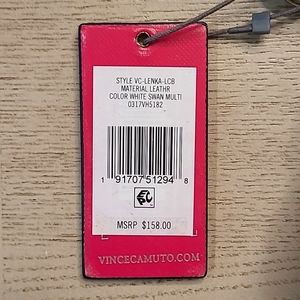 STYLE VC-LENKA-LCB
MATERIAL LEATHR
COLOR WHITE SWAN MULTI
0317VH5182
1 91707 51294 8
MSRP $158.00
VINCECAMUTO.COM